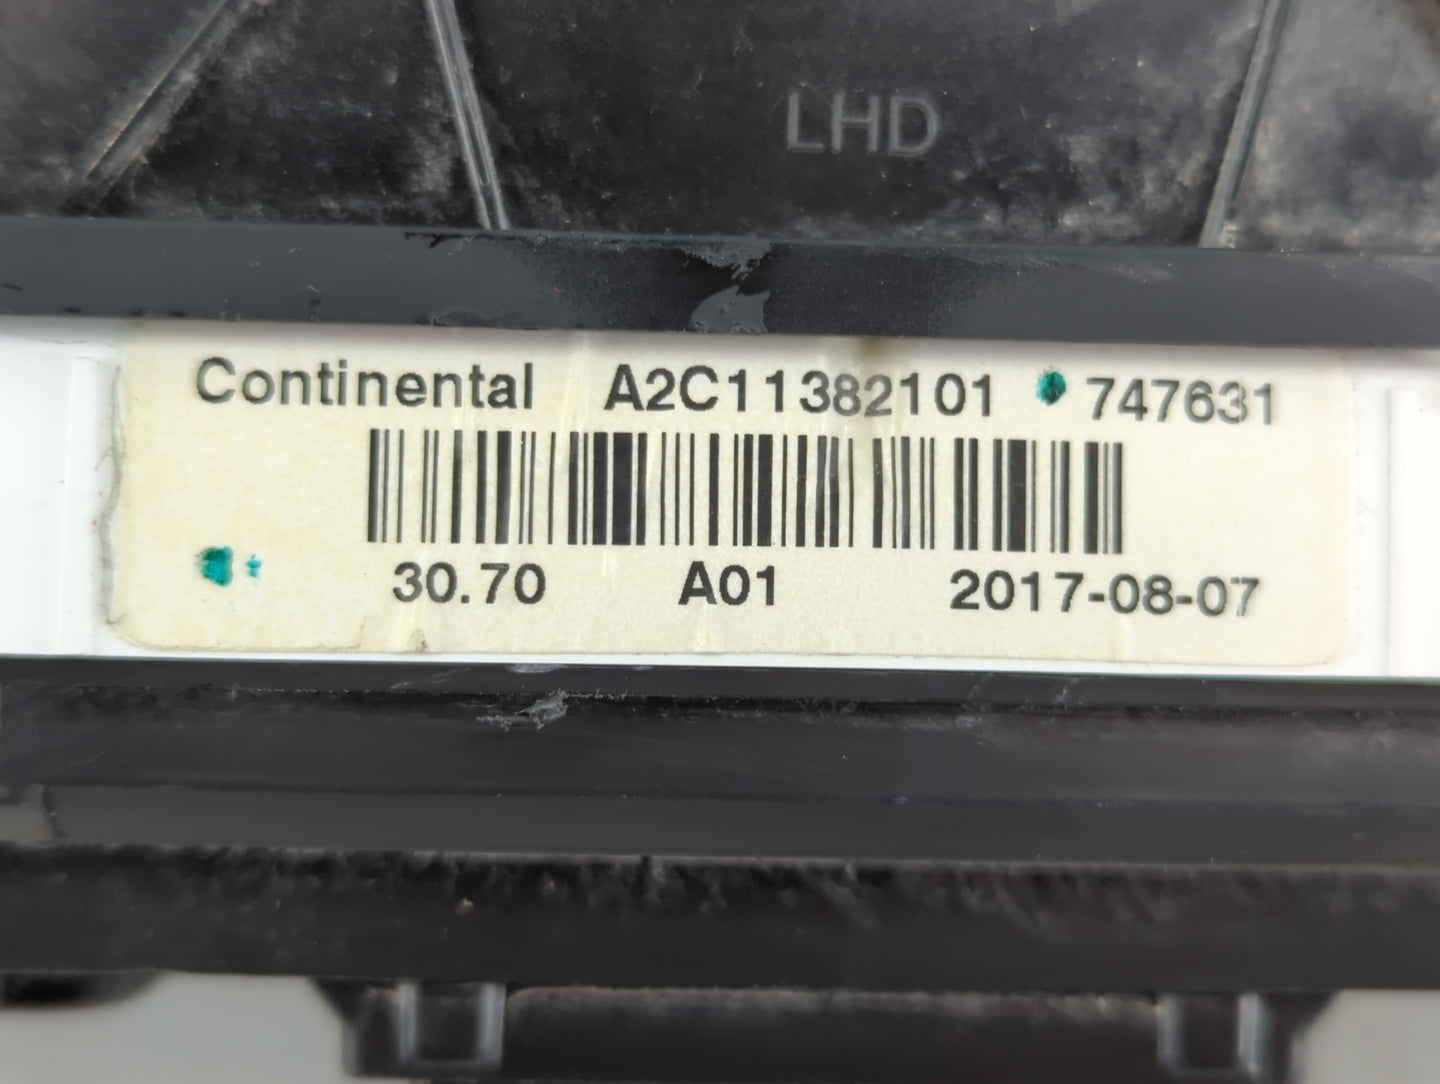 LHD
Continental A2C11382101 747631
30.70 A01 2017-08-07